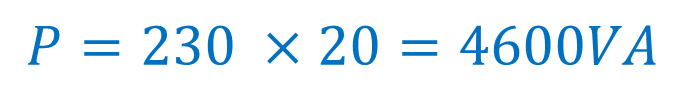 P = 230 × 20 = 4600VA